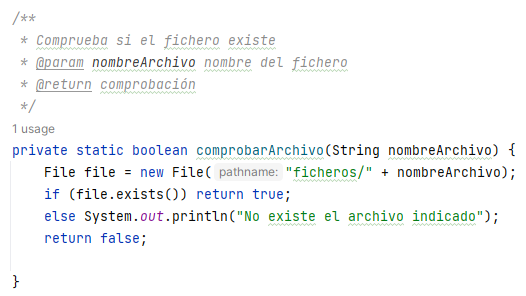 /**
 * Comprueba si el fichero existe
 * @param nombreArchivo nombre del fichero
 * @return comprobación
 */
1 usage
private static boolean comprobarArchivo(String nombreArchivo) {
    File file = new File( pathname: "ficheros/" + nombreArchivo);
    if (file.exists()) return true;
    else System.out.println("No existe el archivo indicado");
    return false;
}